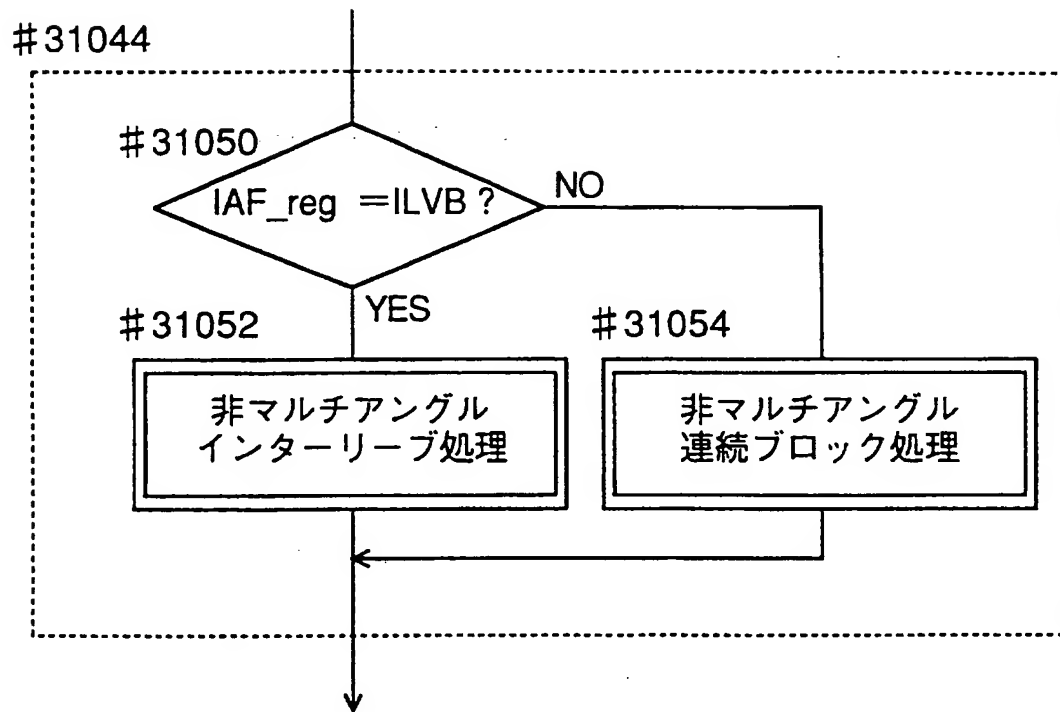 #31044
#31050
IAF_reg =ILVB ?
NO
YES
#31052
#31054
非マルチアングル
インターリーブ処理
非マルチアングル
連続ブロック処理